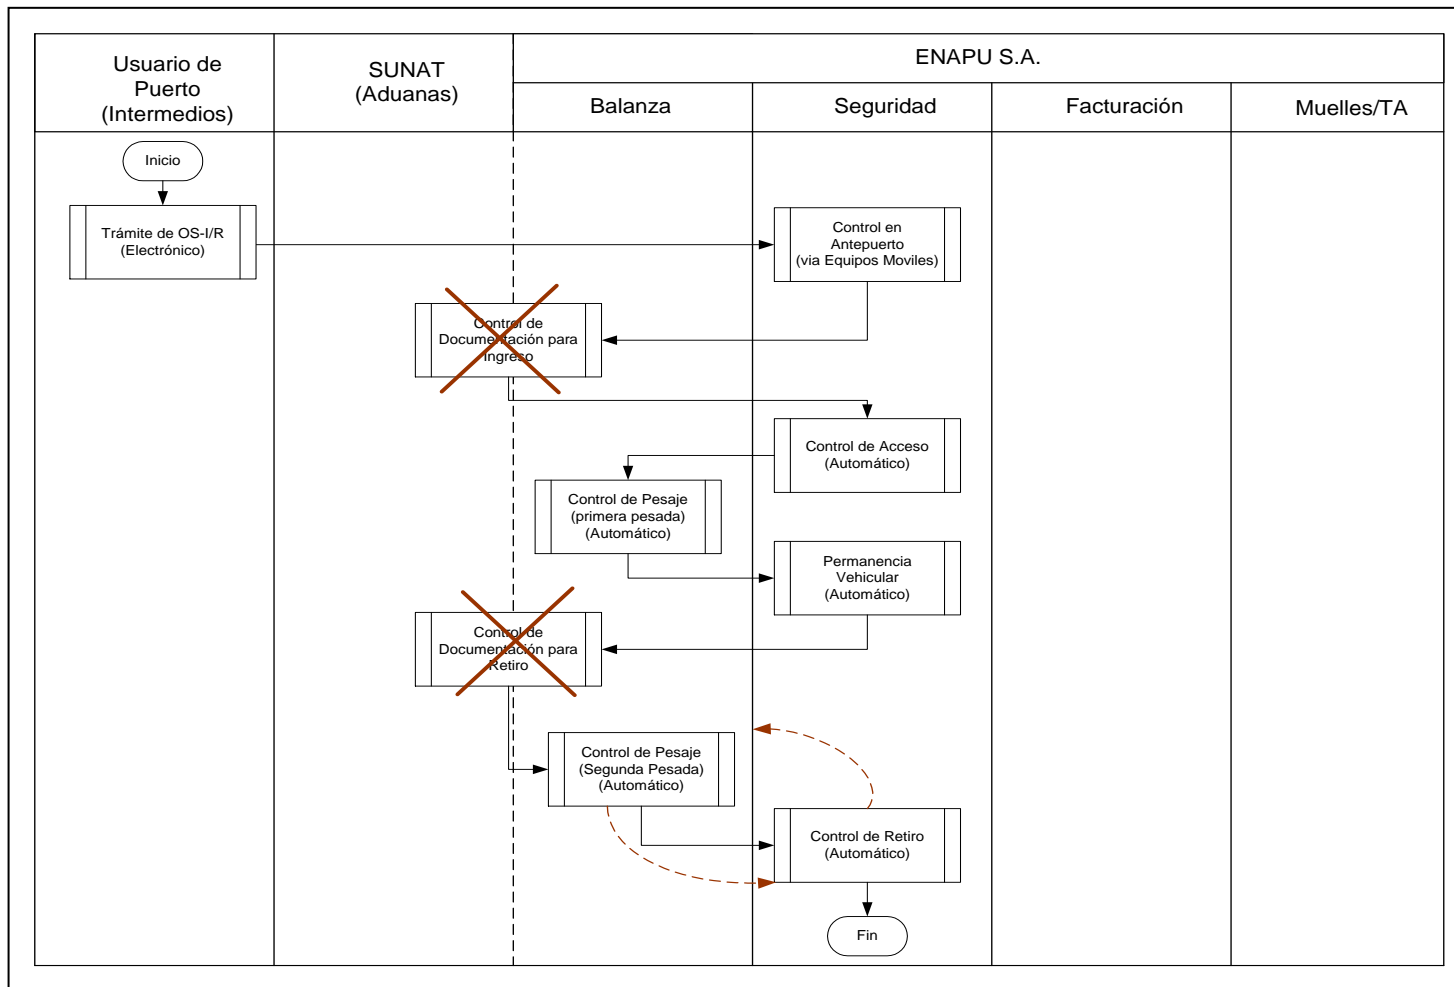 Usuario de
Puerto
(Intermedios)
SUNAT
(Aduanas)
ENAPU S.A.
Balanza
Seguridad
Facturación
Muelles/TA
Inicio
Trámite de OS-I/R
(Electrónico)
Control en
Antepuerto
(via Equipos Moviles)
Control de
Documentación para
Ingreso
Control de Acceso
(Automático)
Control de Pesaje
(primera pesada)
(Automático)
Permanencia
Vehicular
(Automático)
Control de
Documentación para
Retiro
Control de Pesaje
(Segunda Pesada)
(Automático)
Control de Retiro
(Automático)
Fin